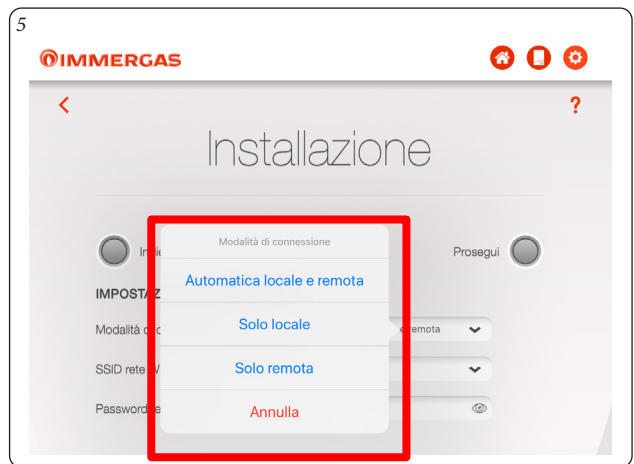 5
IMMERGAS
?
Installazione
Modalità di connessione
Prosegui
Automatica locale e remota
IMPOSTAZ
Modalità
Solo locale
e remota
SSID rete
Solo remota
Password
Annulla